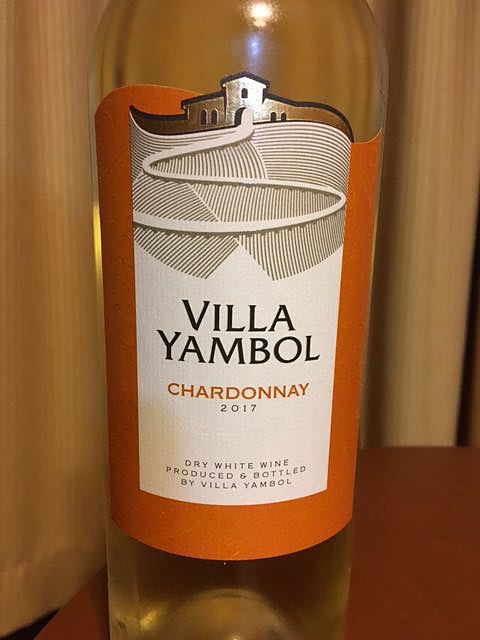 VILLA
YAMBOL
CHARDONNAY
2017
DRY WHITE WINE
PRODUCED & BOTTLED
BY VILLA YAMBOL